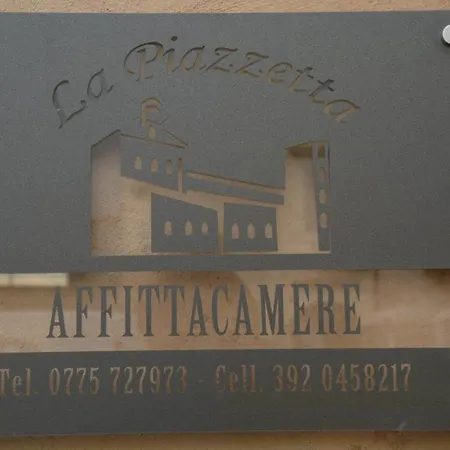 La Piazzetta
AFFITTACAMERE
Tel. 0775 727973 - Cell. 392 0458217